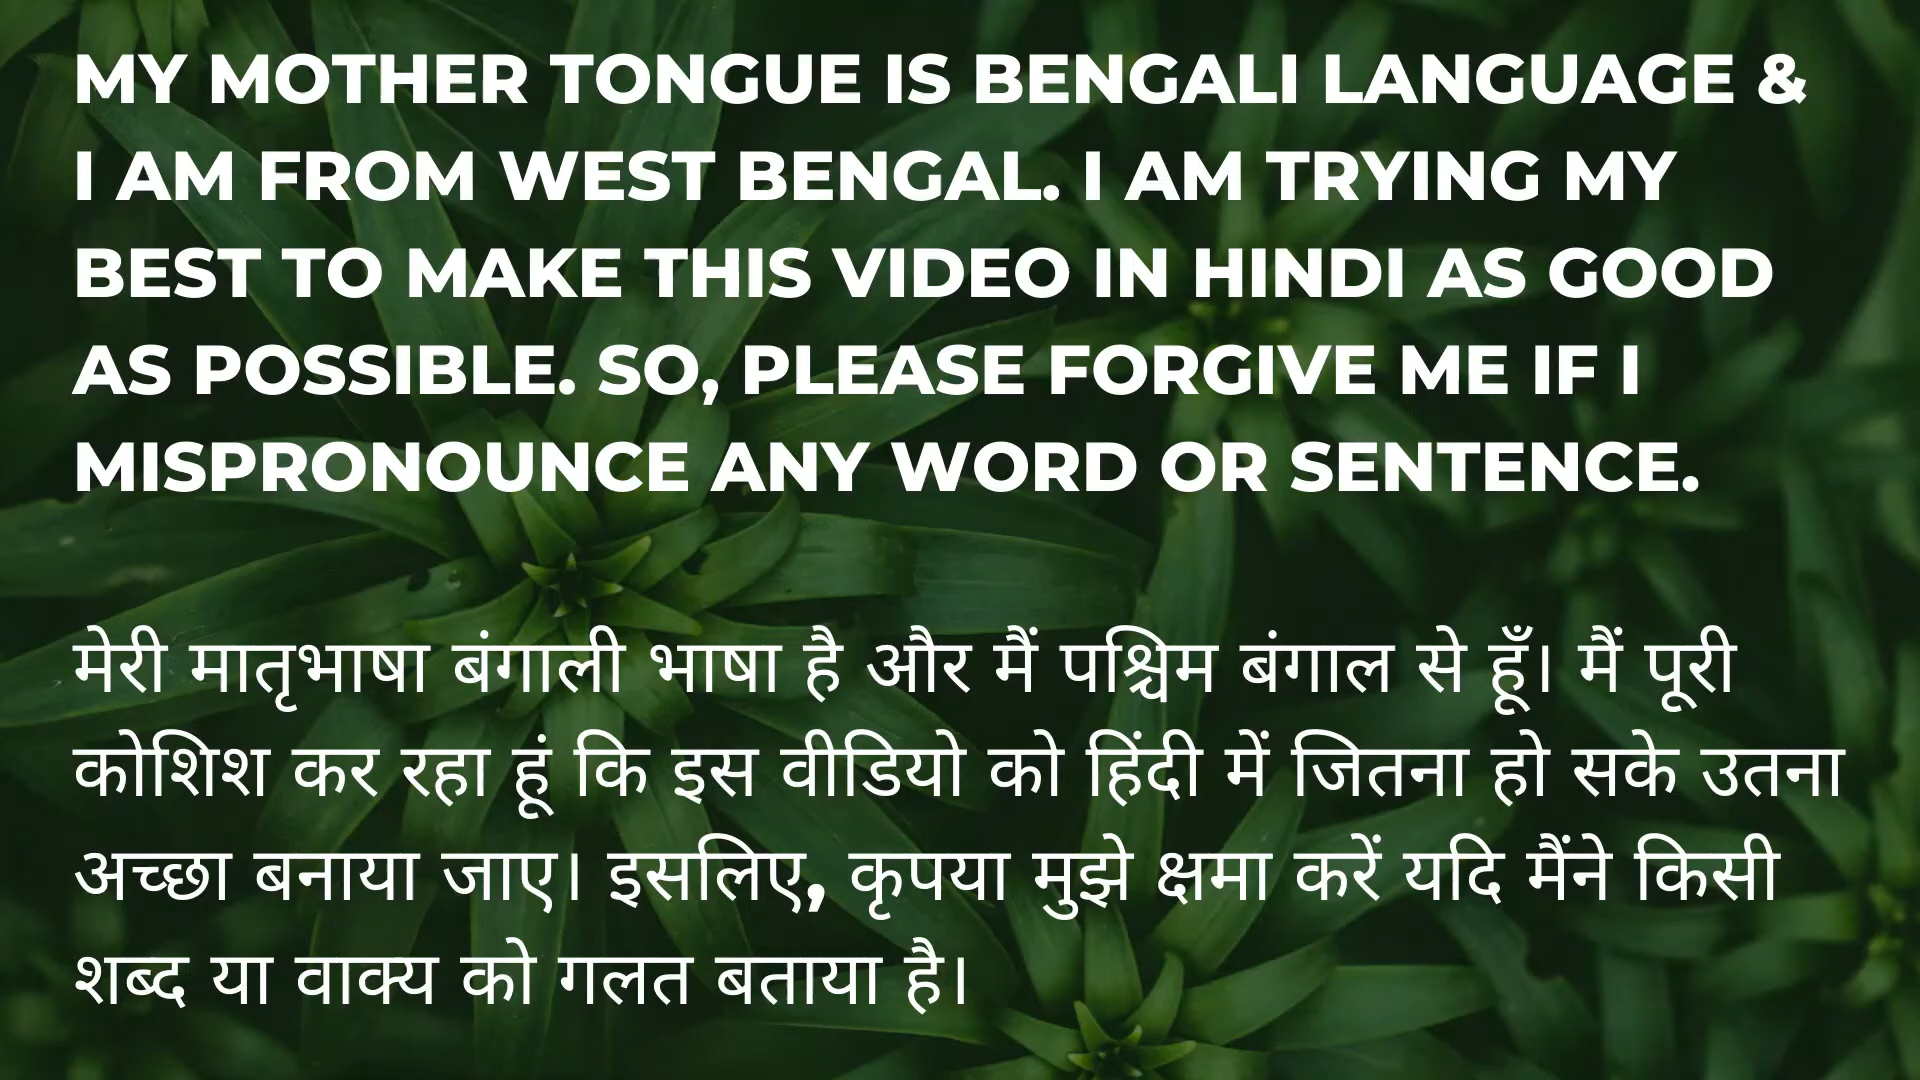 MY MOTHER TONGUE IS BENGALI LANGUAGE &
I AM FROM WEST BENGAL. I AM TRYING MY
BEST TO MAKE THIS VIDEO IN HINDI AS GOOD
AS POSSIBLE. SO, PLEASE FORGIVE ME IF I
MISPRONOUNCE ANY WORD OR SENTENCE.
मेरी मातृभाषा बंगाली भाषा है और मैं पश्चिम बंगाल से हूँ। मैं पूरी
कोशिश कर रहा हूं कि इस वीडियो को हिंदी में जितना हो सके उतना
अच्छा बनाया जाए। इसलिए, कृपया मुझे क्षमा करें यदि मैंने किसी
शब्द या वाक्य को गलत बताया है।